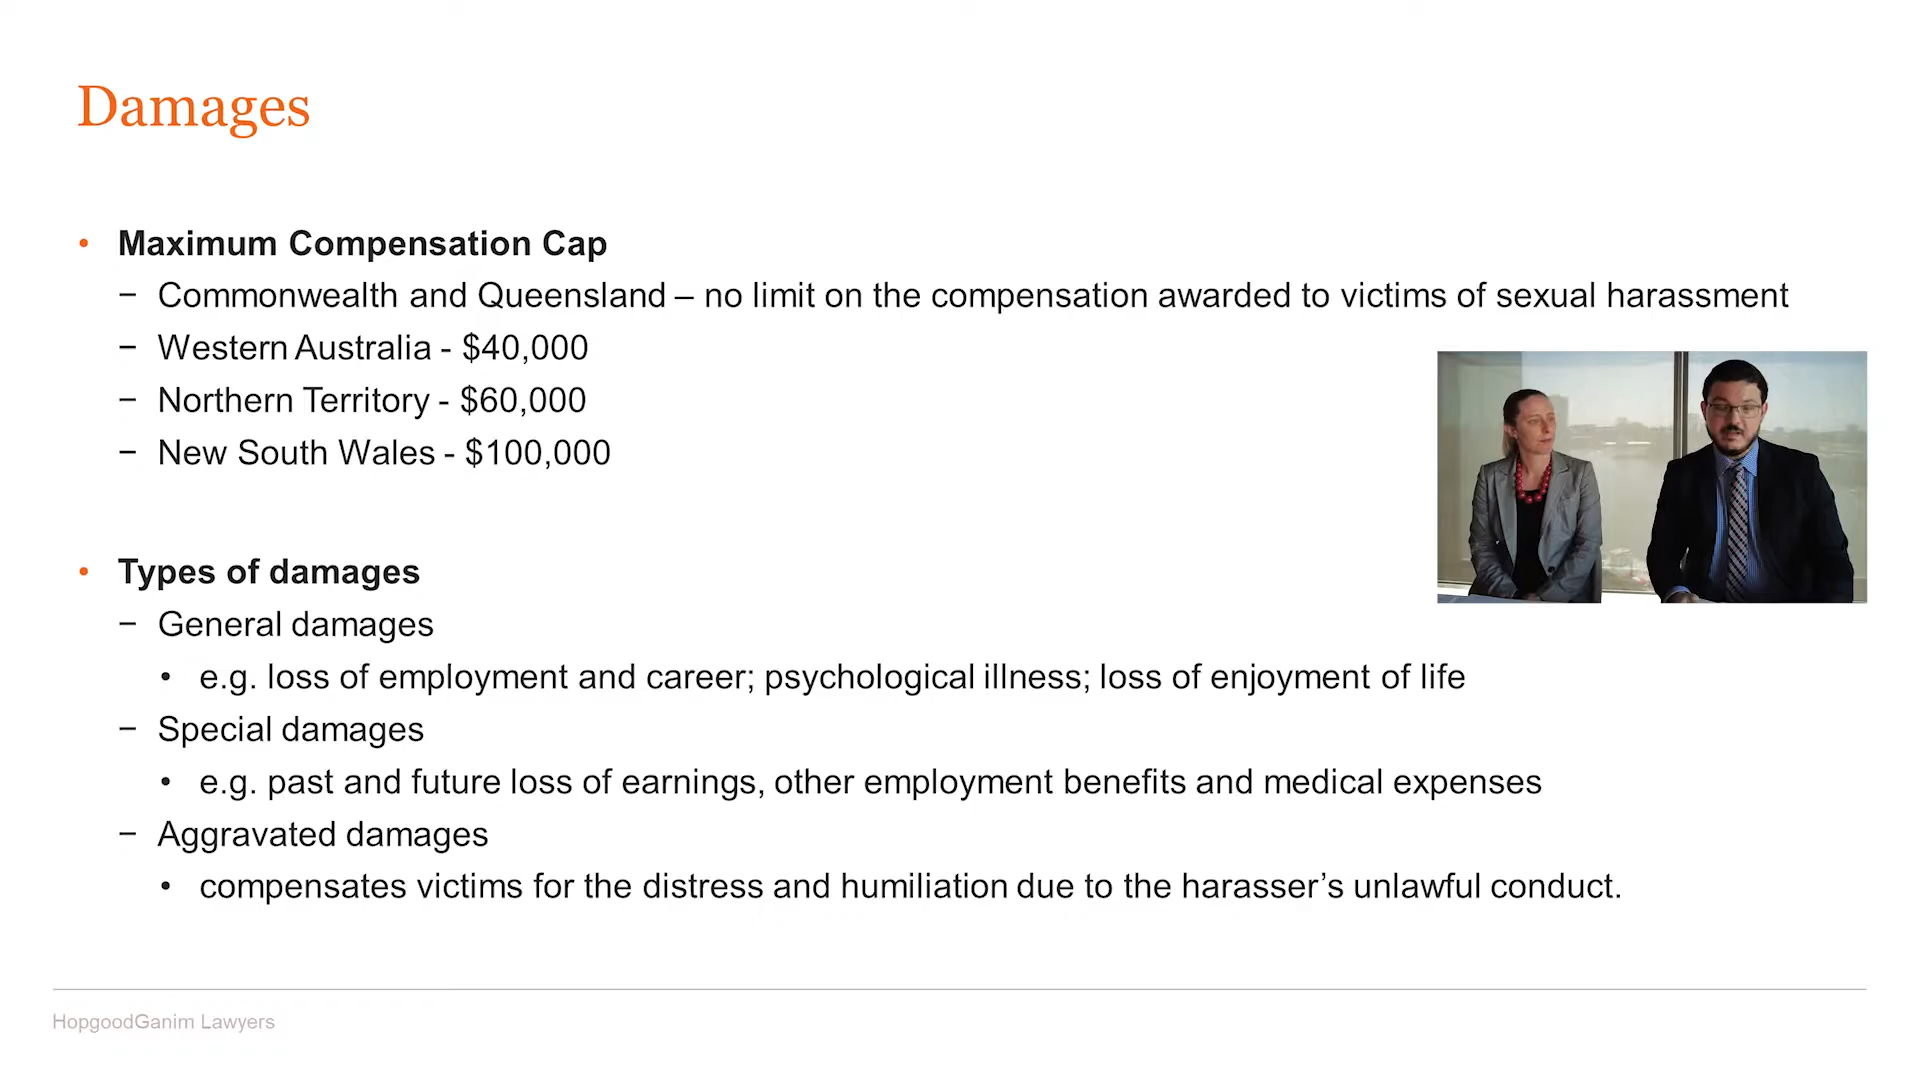 Damages
• Maximum Compensation Cap
− Commonwealth and Queensland – no limit on the compensation awarded to victims of sexual harassment
− Western Australia - $40,000
− Northern Territory - $60,000
− New South Wales - $100,000
• Types of damages
− General damages
• e.g. loss of employment and career; psychological illness; loss of enjoyment of life
− Special damages
• e.g. past and future loss of earnings, other employment benefits and medical expenses
− Aggravated damages
• compensates victims for the distress and humiliation due to the harasser’s unlawful conduct.
HopgoodGanim Lawyers